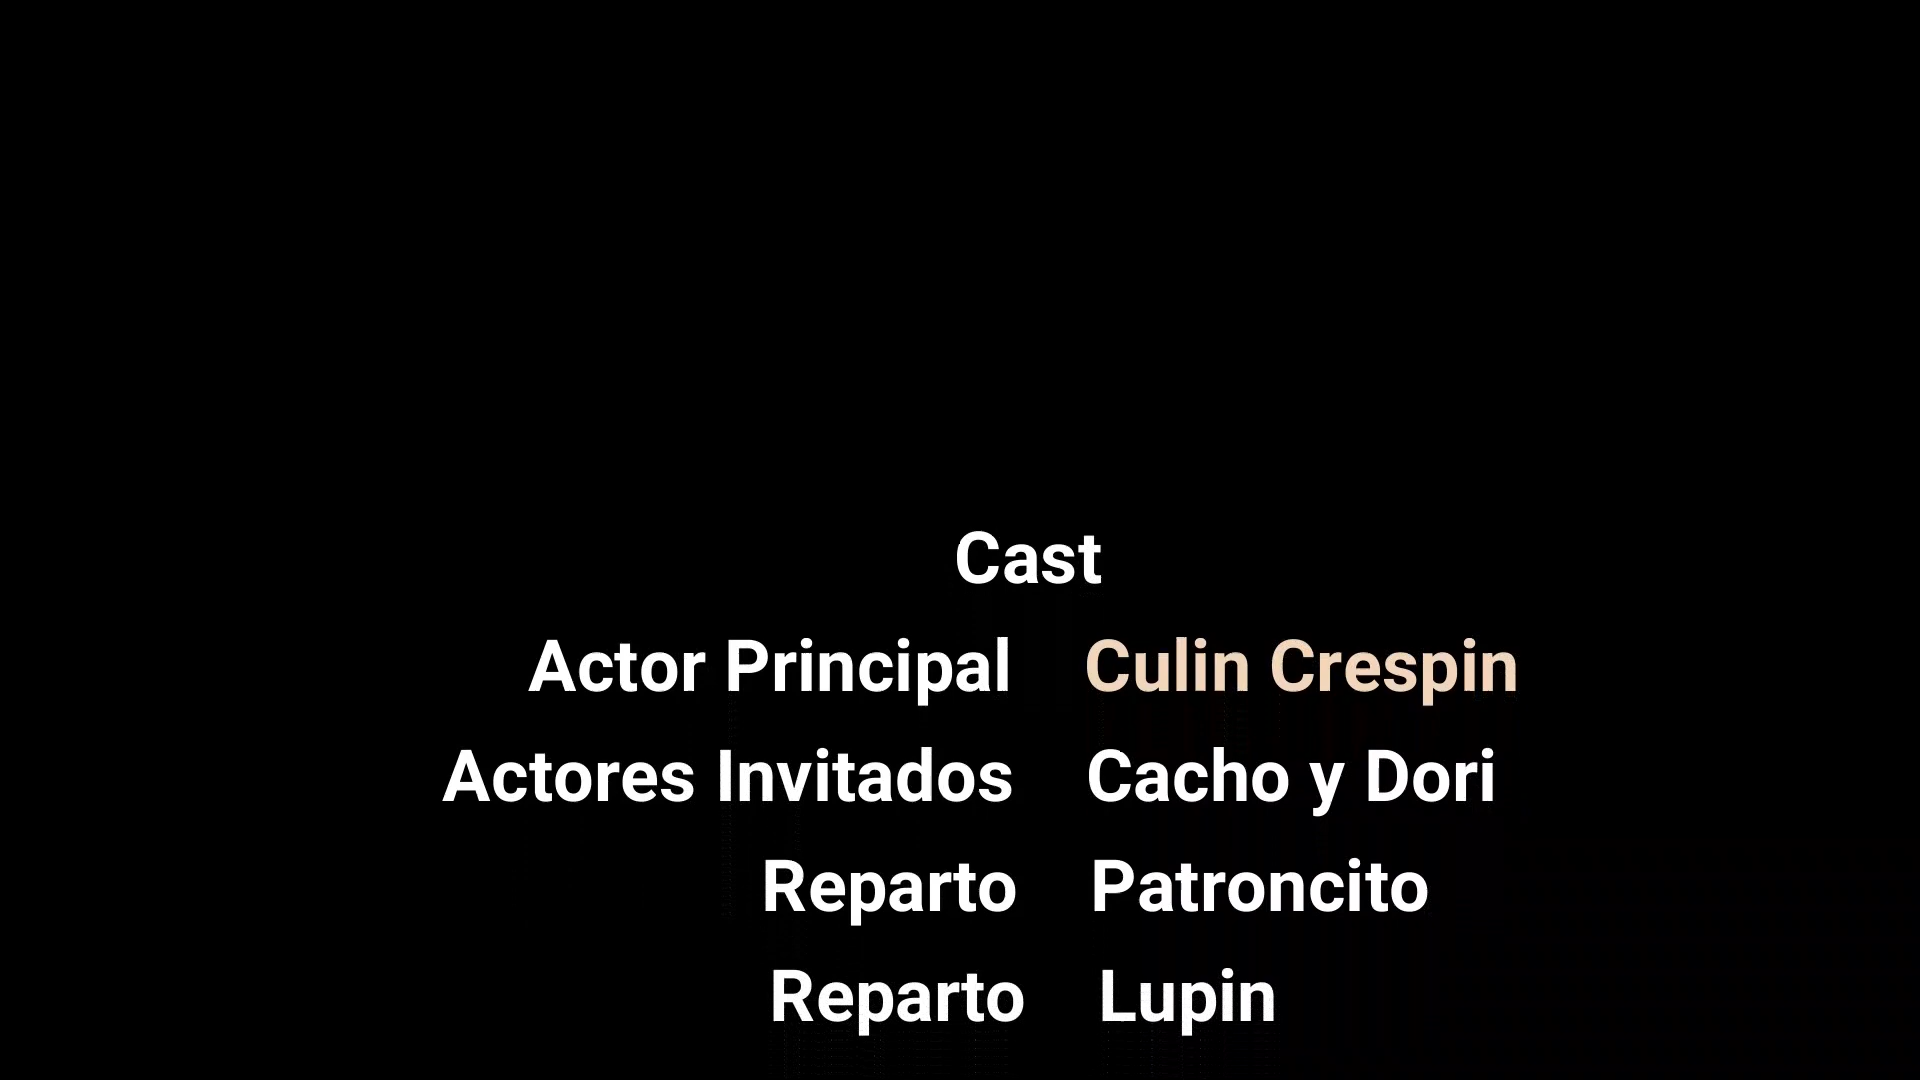 Cast
Actor Principal Culin Crespin
Actores Invitados Cacho y Dori
Reparto Patroncito
Reparto Lupin